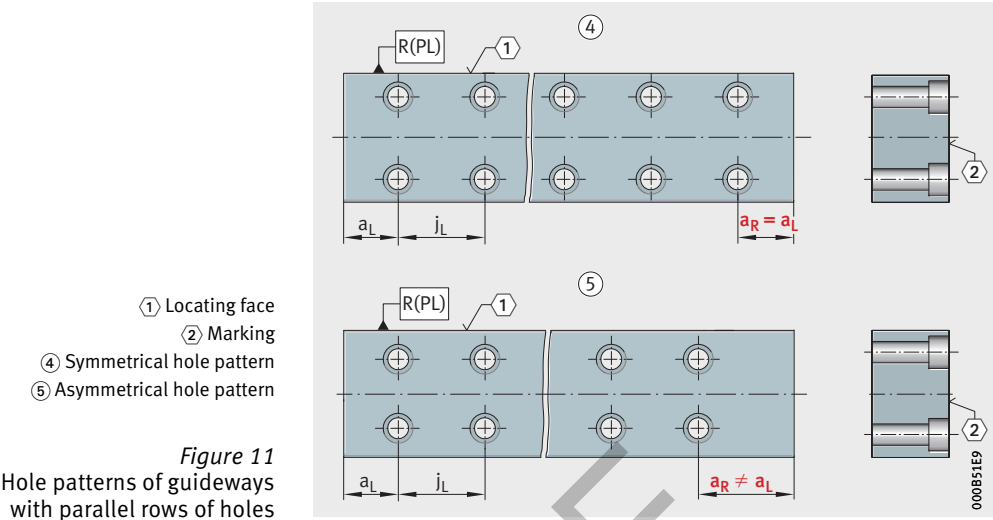 ④
R(PL)
1
2
aL
jL
aR = aL
⑤
R(PL)
1
2
aL
jL
aR ≠ aL
000B51E9
1 Locating face
2 Marking
④ Symmetrical hole pattern
⑤ Asymmetrical hole pattern
Figure 11
Hole patterns of guideways
with parallel rows of holes